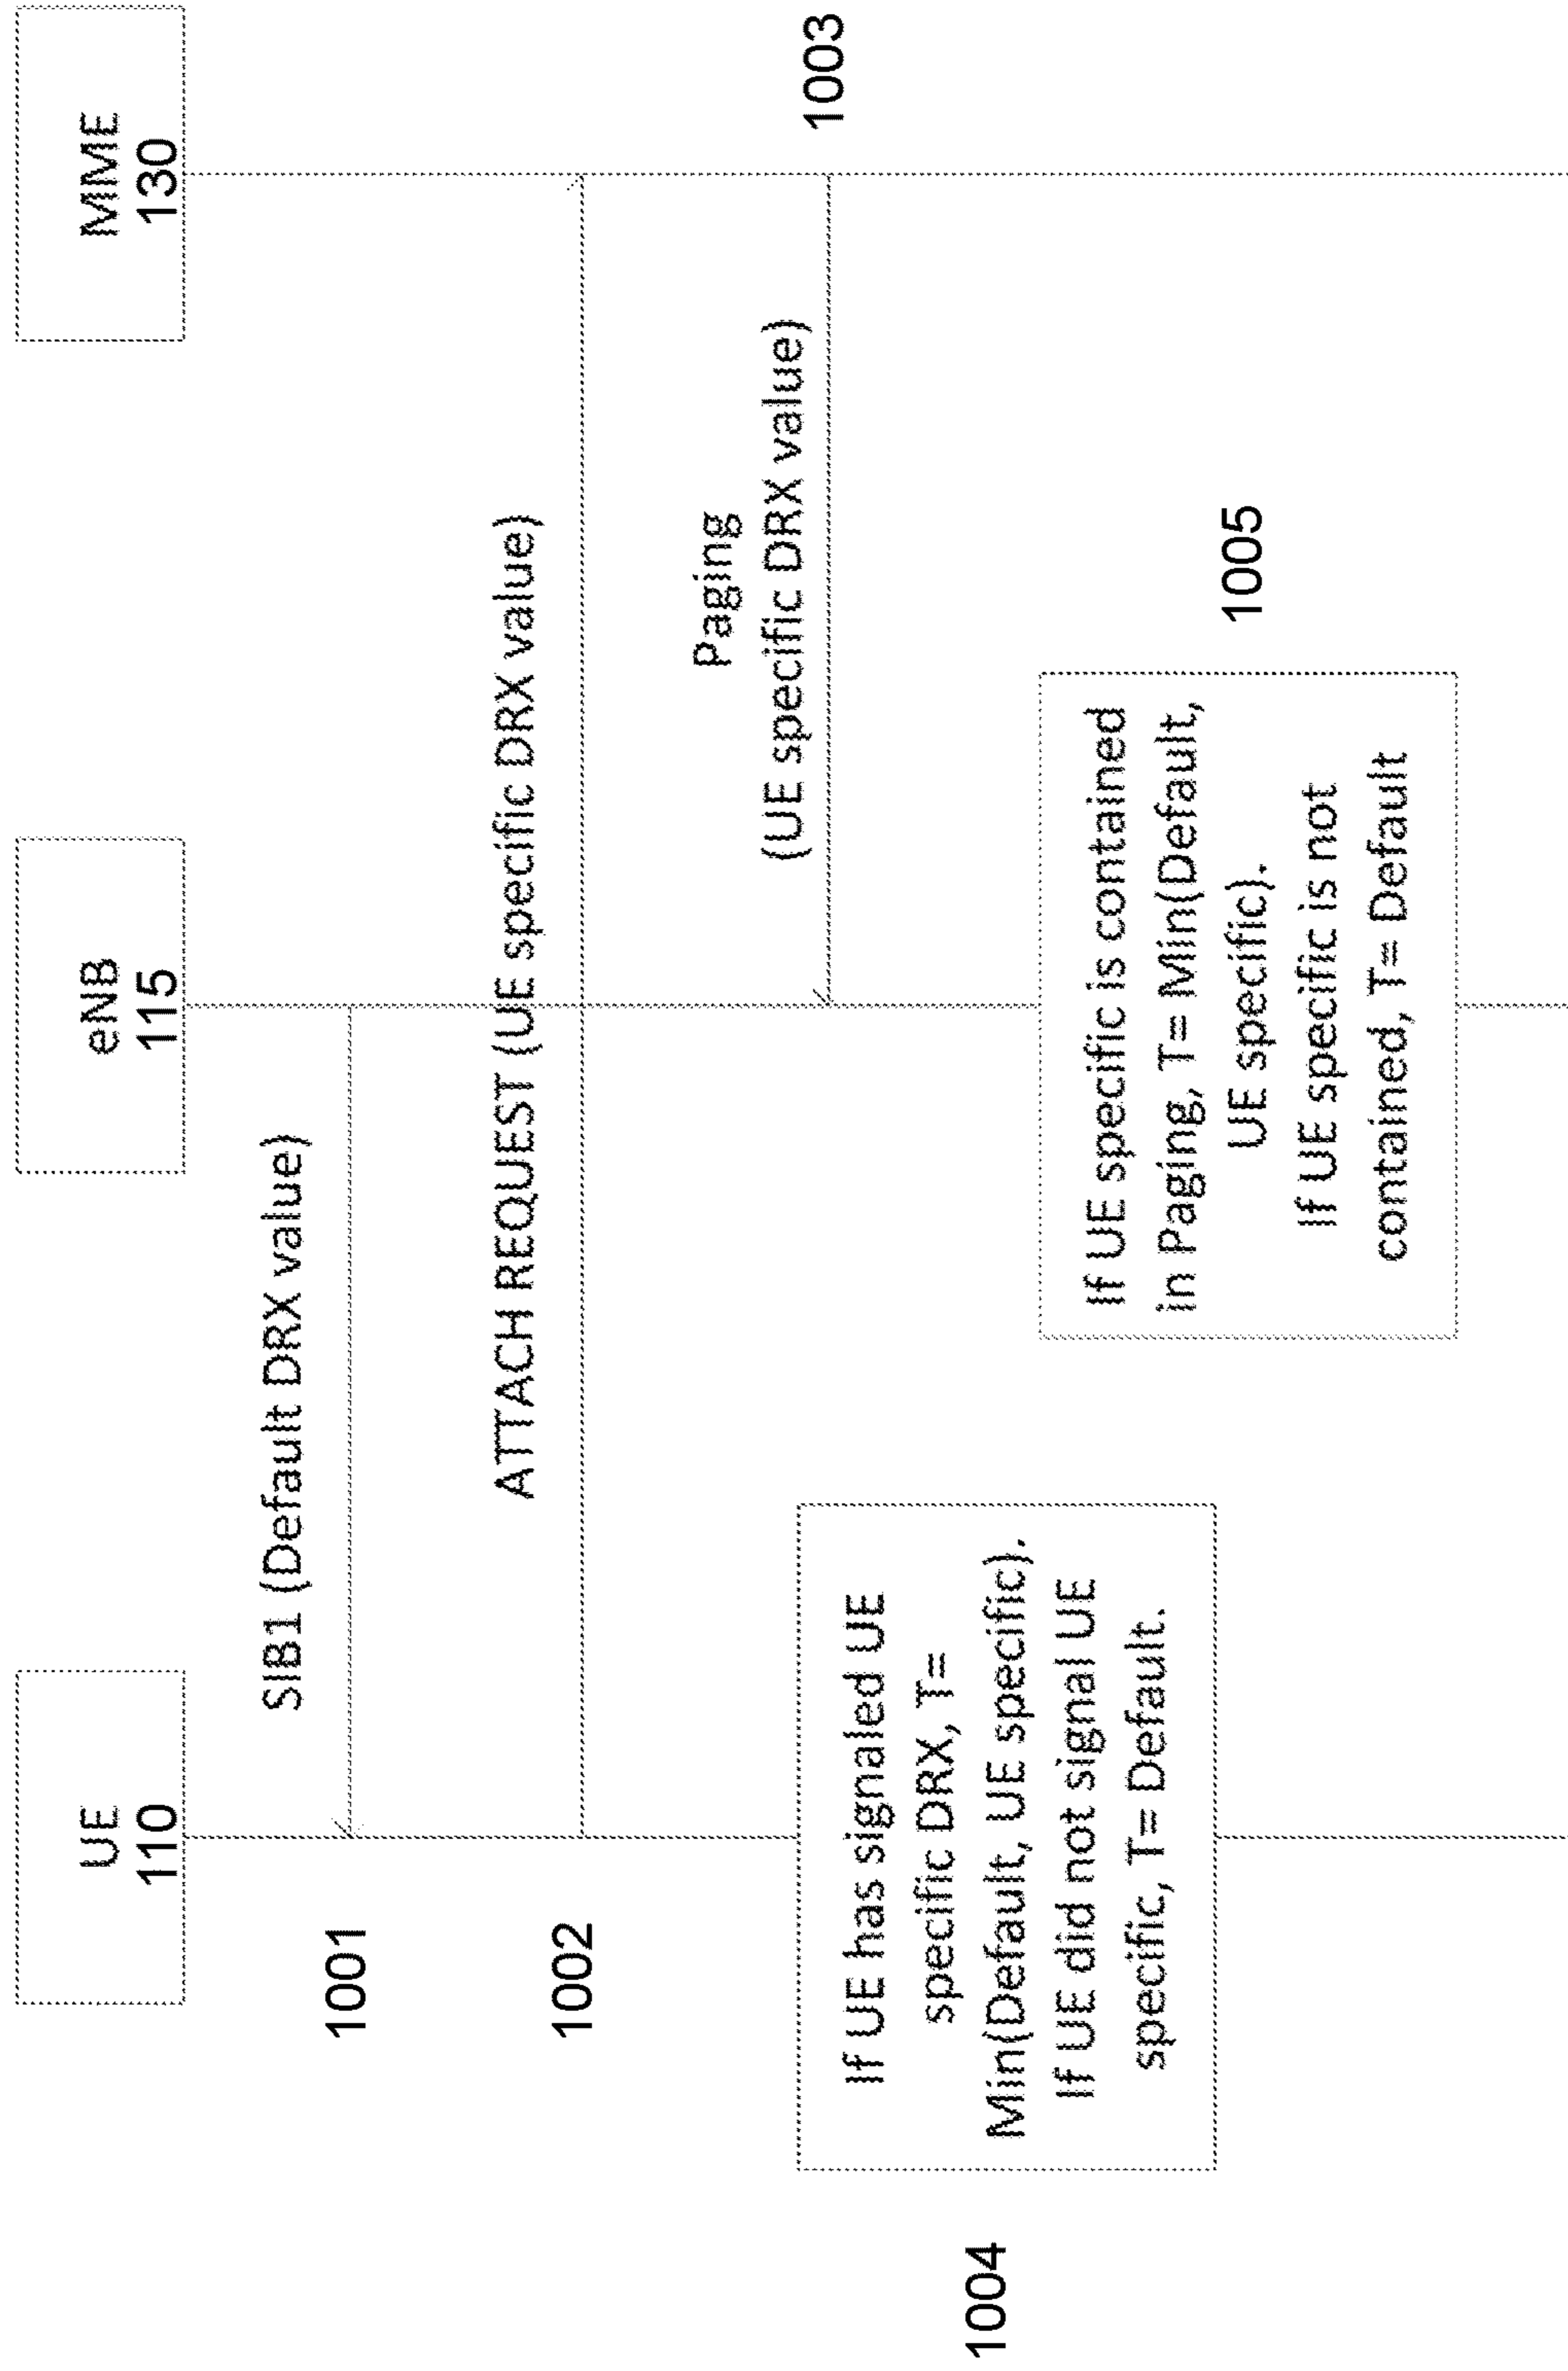 UE
110
eNB
115
MME
130
SIB1 (Default DRX value)
1001
ATTACH REQUEST (UE specific DRX value)
1002
Paging
(UE specific DRX value)
1003
If UE has signaled UE
specific DRX, T=
Min(Default, UE specific).
If UE did not signal UE
specific, T= Default.
1004
If UE specific is contained
in Paging, T= Min(Default,
UE specific).
If UE specific is not
contained, T= Default
1005